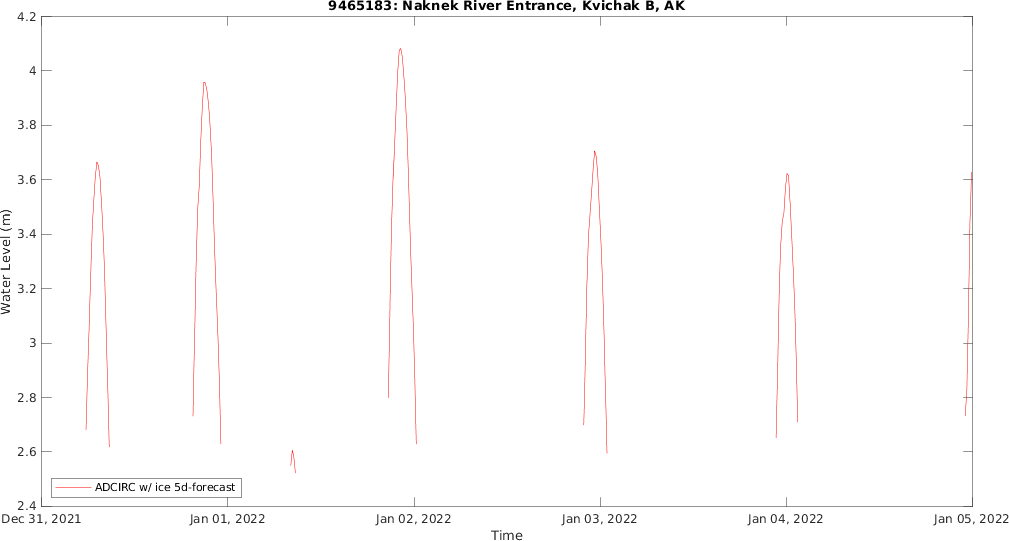 9465183: Naknek River Entrance, Kvichak B, AK
Water Level (m)
4.2
4
3.8
3.6
3.4
3.2
3
2.8
2.6
2.4
ADCIRC w/ ice 5d-forecast
Dec 31, 2021
Jan 01, 2022
Jan 02, 2022
Jan 03, 2022
Jan 04, 2022
Jan 05, 2022
Time